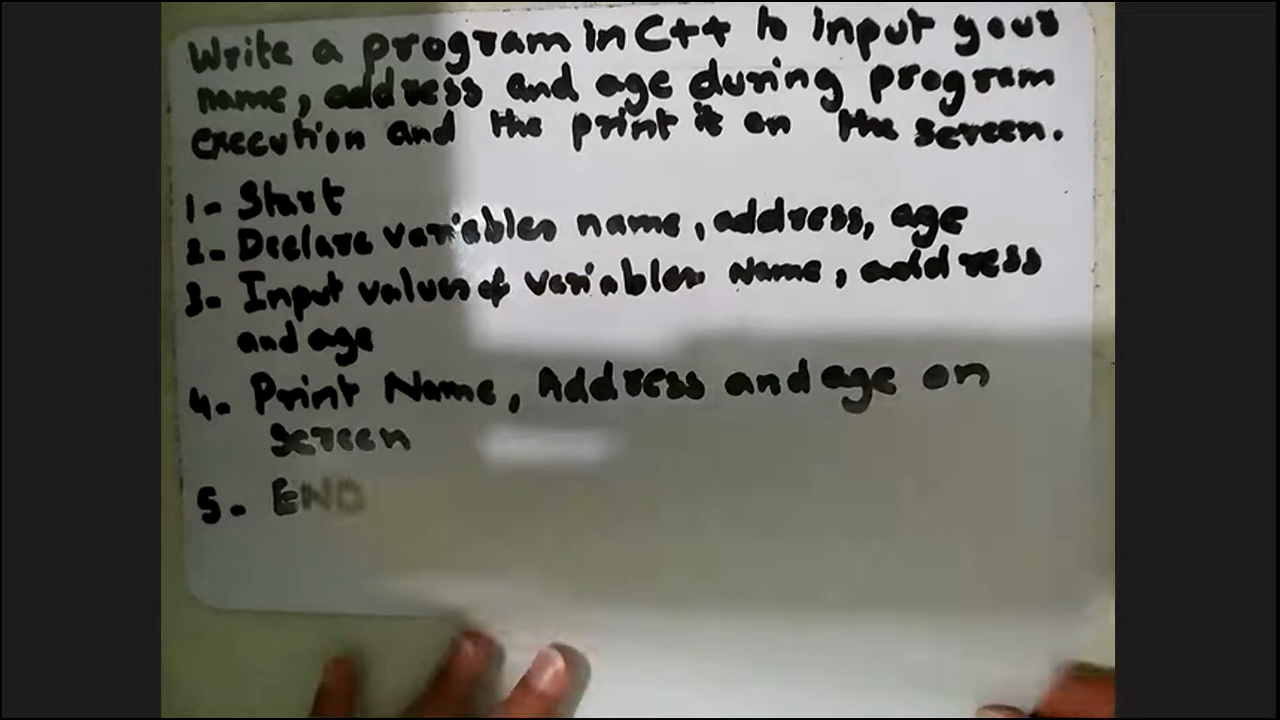 Write a program in C++ to input your
name, address and age during program
execution and the print it on the screen.
1- Start
2- Declare variables name, address, age
3- Input values of variables Name, address
and age
4- Print Name, Address and age on
screen
5- END